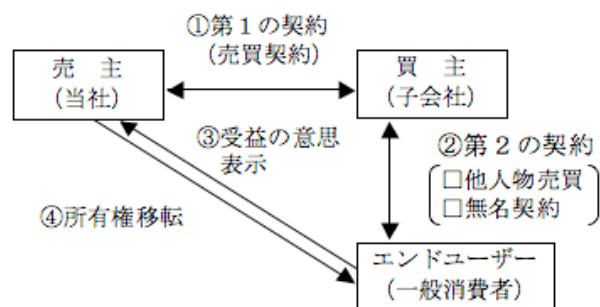 ①第１の契約
（売買契約）
売　主
（当社）
買　主
（子会社）
③受益の意思
表示
②第２の契約
□他人物売買
□無名契約
④所有権移転
エンドユーザー
（一般消費者）